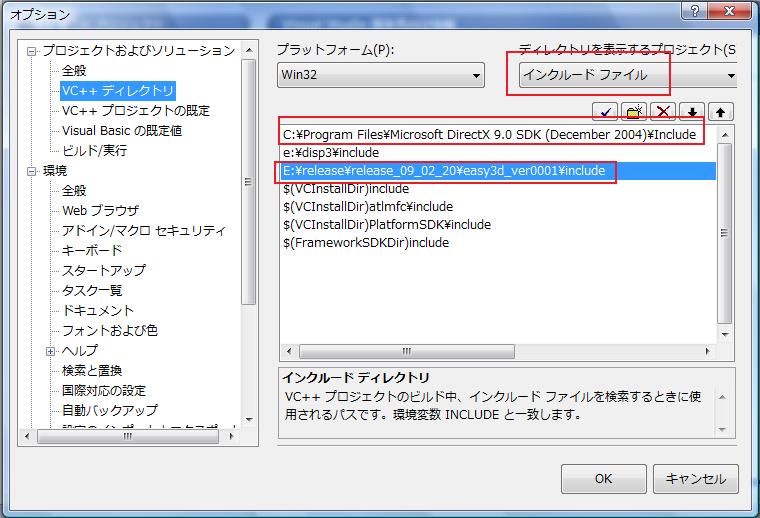 オプション
プロジェクトおよびソリューション
全般
VC++ ディレクトリ
VC++ プロジェクトの既定
Visual Basic の既定値
ビルド/実行
環境
全般
Web ブラウザ
アドイン/マクロ セキュリティ
キーボード
スタートアップ
タスク一覧
ドキュメント
フォントおよび色
ヘルプ
検索と置換
国際対応の設定
自動バックアップ
プラットフォーム(P):
ディレクトリを表示するプロジェクト(S
Win32
インクルード ファイル
C:¥Program Files¥Microsoft DirectX 9.0 SDK (December 2004)¥Include
e:¥disp3¥include
E:¥release¥release_09_02_20¥easy3d_ver0001¥include
$(VCInstallDir)include
$(VCInstallDir)atlmfc¥include
$(VCInstallDir)PlatformSDK¥include
$(FrameworkSDKDir)include
インクルード ディレクトリ
VC++ プロジェクトのビルド中、インクルード ファイルを検索するときに使
用されるパスです。環境変数 INCLUDE と一致します。
OK
キャンセル